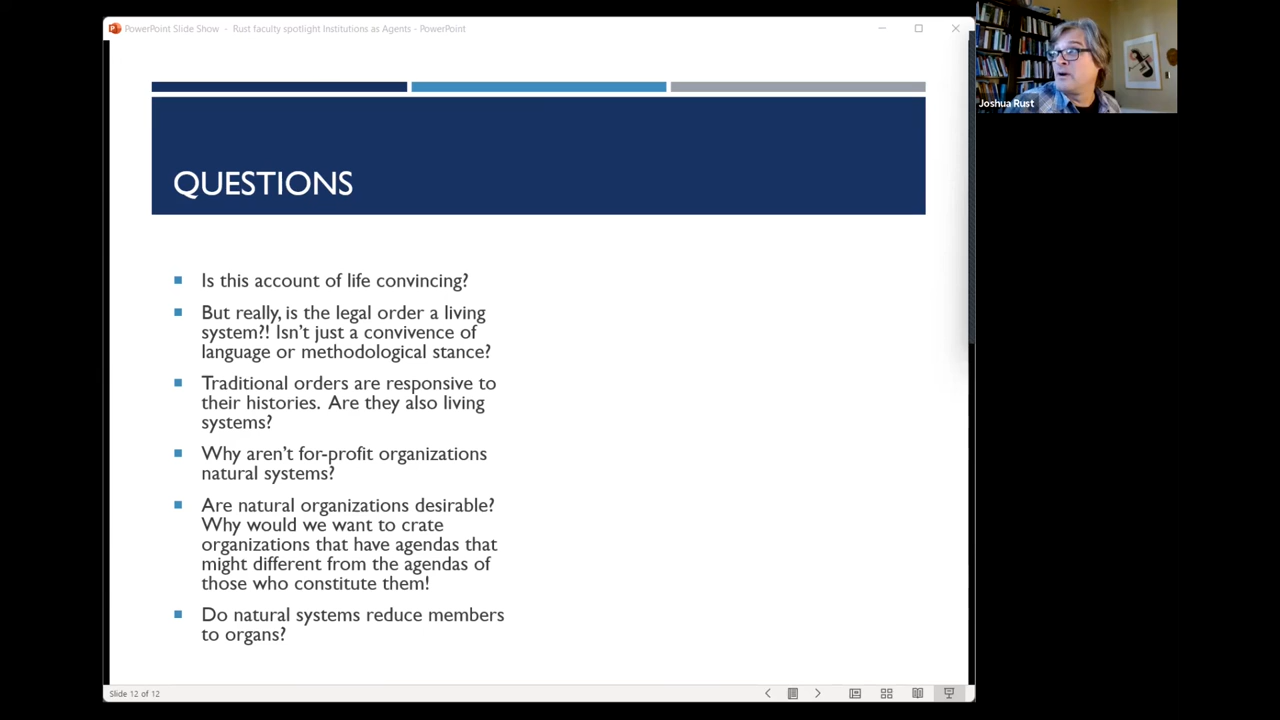 PowerPoint Slide Show - Rust faculty spotlight Institutions as Agents - PowerPoint
Joshua Rust
QUESTIONS
Is this account of life convincing?
But really, is the legal order a living
system?! Isn't just a convivence of
language or methodological stance?
Traditional orders are responsive to
their histories. Are they also living
systems?
Why aren't for-profit organizations
natural systems?
Are natural organizations desirable?
Why would we want to crate
organizations that have agendas that
might different from the agendas of
those who constitute them!
Do natural systems reduce members
to organs?
Slide 12 of 12